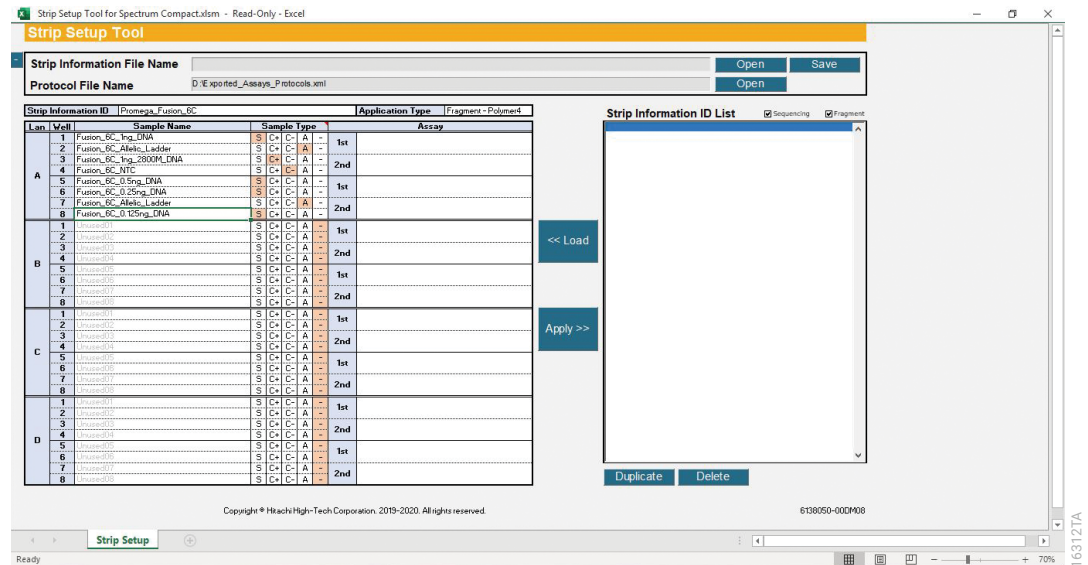 Strip Setup Tool for Spectrum Compact.xlsm - Read-Only - Excel
Strip Setup Tool
-
Strip Information File Name Open Save
Protocol File Name D:\Exported_Assays_Protocols.xml Open
Strip Information ID Promega_Fusion_6C Application Type Fragment-Polymer4
Strip Information ID List Sequencing Fragment
Lan Well Sample Name Sample Type Assay
A
1 Fusion_6C_1ng_DNA S C+ C- A - 1st
2 Fusion_6C_Allelic_Ladder S C+ C- A -
3 Fusion_6C_1ng_2800M_DNA S C+ C- A - 2nd
4 Fusion_6C_NTC S C+ C- A -
5 Fusion_6C_0.5ng_DNA S C+ C- A - 1st
6 Fusion_6C_0.25ng_DNA S C+ C- A -
7 Fusion_6C_Allelic_Ladder S C+ C- A - 2nd
8 Fusion_6C_0.125ng_DNA S C+ C- A -
B
1 Unused01 S C+ C- A - 1st
2 Unused02 S C+ C- A -
3 Unused03 S C+ C- A - 2nd
4 Unused04 S C+ C- A -
5 Unused05 S C+ C- A - 1st
6 Unused06 S C+ C- A -
7 Unused07 S C+ C- A - 2nd
8 Unused08 S C+ C- A -
C
1 Unused01 S C+ C- A - 1st
2 Unused02 S C+ C- A -
3 Unused03 S C+ C- A - 2nd
4 Unused04 S C+ C- A -
5 Unused05 S C+ C- A - 1st
6 Unused06 S C+ C- A -
7 Unused07 S C+ C- A - 2nd
8 Unused08 S C+ C- A -
D
1 Unused01 S C+ C- A - 1st
2 Unused02 S C+ C- A -
3 Unused03 S C+ C- A - 2nd
4 Unused04 S C+ C- A -
5 Unused05 S C+ C- A - 1st
6 Unused06 S C+ C- A -
7 Unused07 S C+ C- A - 2nd
8 Unused08 S C+ C- A -
<< Load
Apply >>
Duplicate Delete
Copyright © Hitachi High-Tech Corporation. 2019-2020. All rights reserved. 6138050-00DM08
Strip Setup
Ready 70%
16312TA